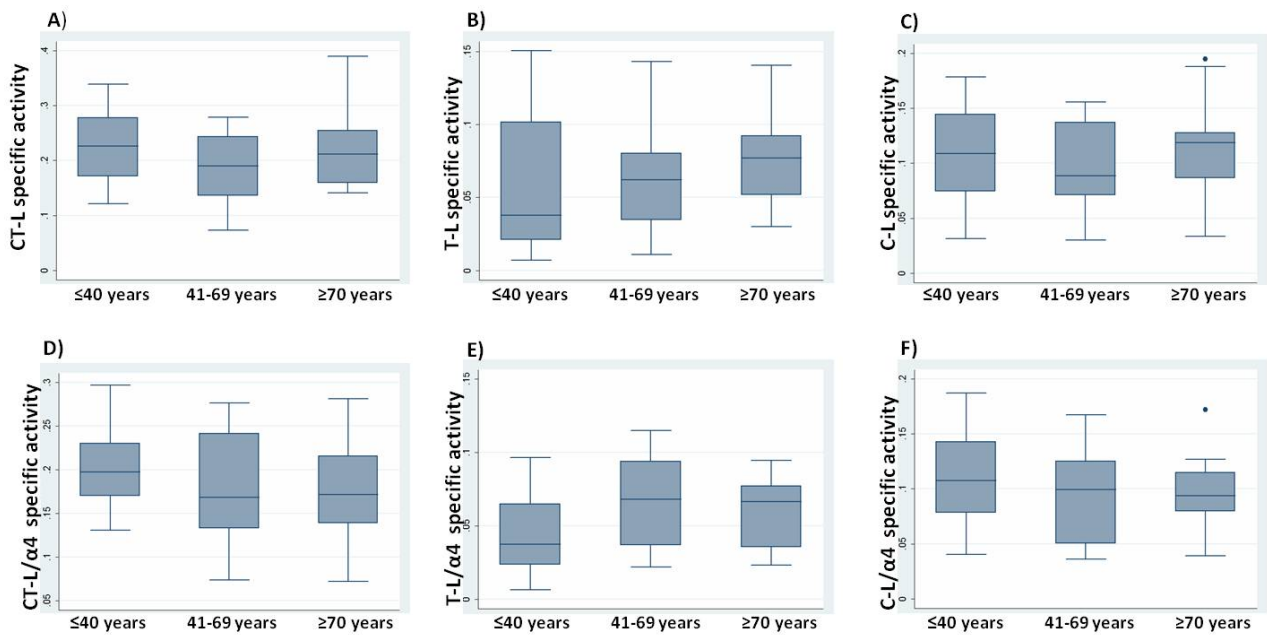 A)
CT-L specific activity
.4
.3
.2
.1
0
≤40 years 41-69 years ≥70 years
B)
T-L specific activity
.15
.1
.05
0
≤40 years 41-69 years ≥70 years
C)
C-L specific activity
.2
.15
.1
.05
0
≤40 years 41-69 years ≥70 years
D)
CT-L/α4 specific activity
.3
.25
.2
.15
.1
.05
≤40 years 41-69 years ≥70 years
E)
T-L/α4 specific activity
.15
.1
.05
0
≤40 years 41-69 years ≥70 years
F)
C-L/α4 specific activity
.2
.15
.1
.05
0
≤40 years 41-69 years ≥70 years